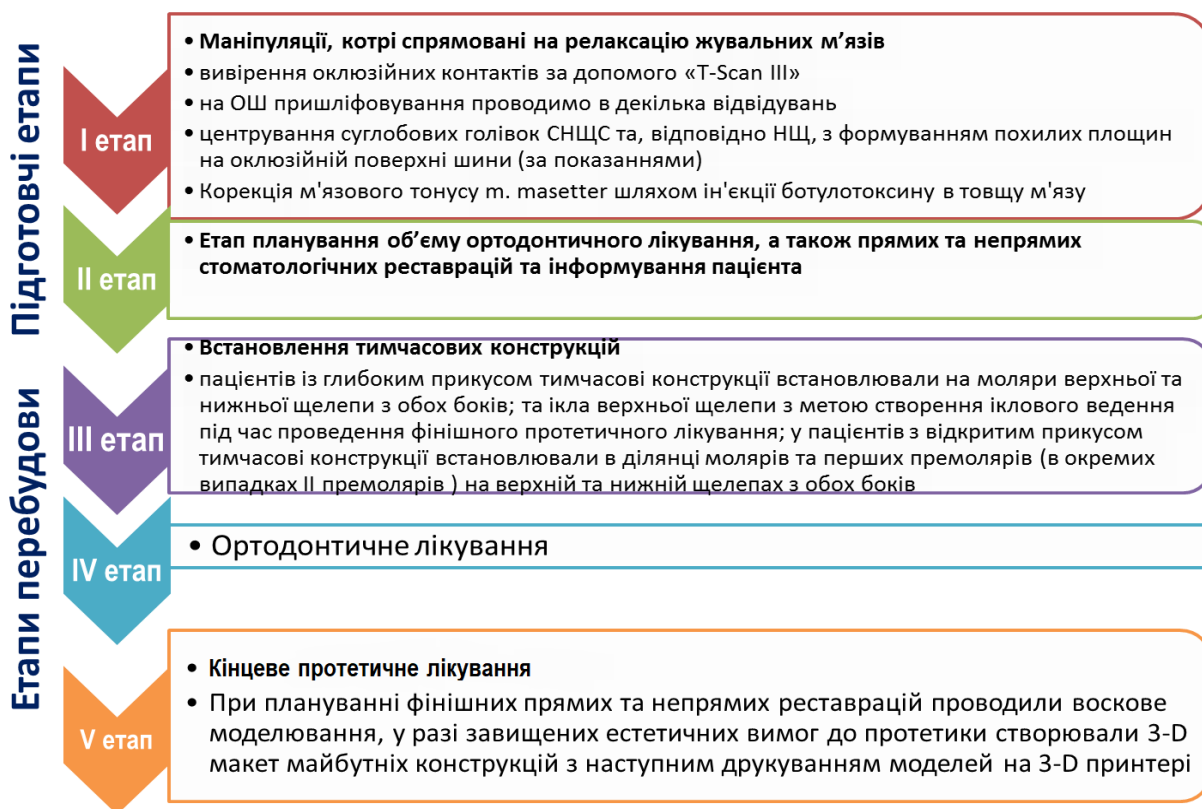 Підготовчі етапи
I етап
• Маніпуляції, котрі спрямовані на релаксацію жувальних м’язів
• вивірення оклюзійних контактів за допомого «T-Scan III»
• на ОШ пришліфовування проводимо в декілька відвідувань
• центрування суглобових голівок СНЩС та, відповідно НЩ, з формуванням похилих площин
на оклюзійній поверхні шини (за показаннями)
• Корекція м'язового тонусу m. masetter шляхом ін'єкції ботулотоксину в товщу м'язу
II етап
• Етап планування об’єму ортодонтичного лікування, а також прямих та непрямих
стоматологічних реставрацій та інформування пацієнта
Етапи перебудови
III етап
• Встановлення тимчасових конструкцій
• пацієнтів із глибоким прикусом тимчасові конструкції встановлювали на моляри верхньої та
нижньої щелепи з обох боків; та ікла верхньої щелепи з метою створення іклового ведення
під час проведення фінішного протетичного лікування; у пацієнтів з відкритим прикусом
тимчасові конструкції встановлювали в ділянці молярів та перших премолярів (в окремих
випадках II премолярів ) на верхній та нижній щелепах з обох боків
IV етап
• Ортодонтичне лікування
V етап
• Кінцеве протетичне лікування
• При плануванні фінішних прямих та непрямих реставрацій проводили воскове
моделювання, у разі завищених естетичних вимог до протетики створювали 3-D
макет майбутніх конструкцій з наступним друкуванням моделей на 3-D принтері